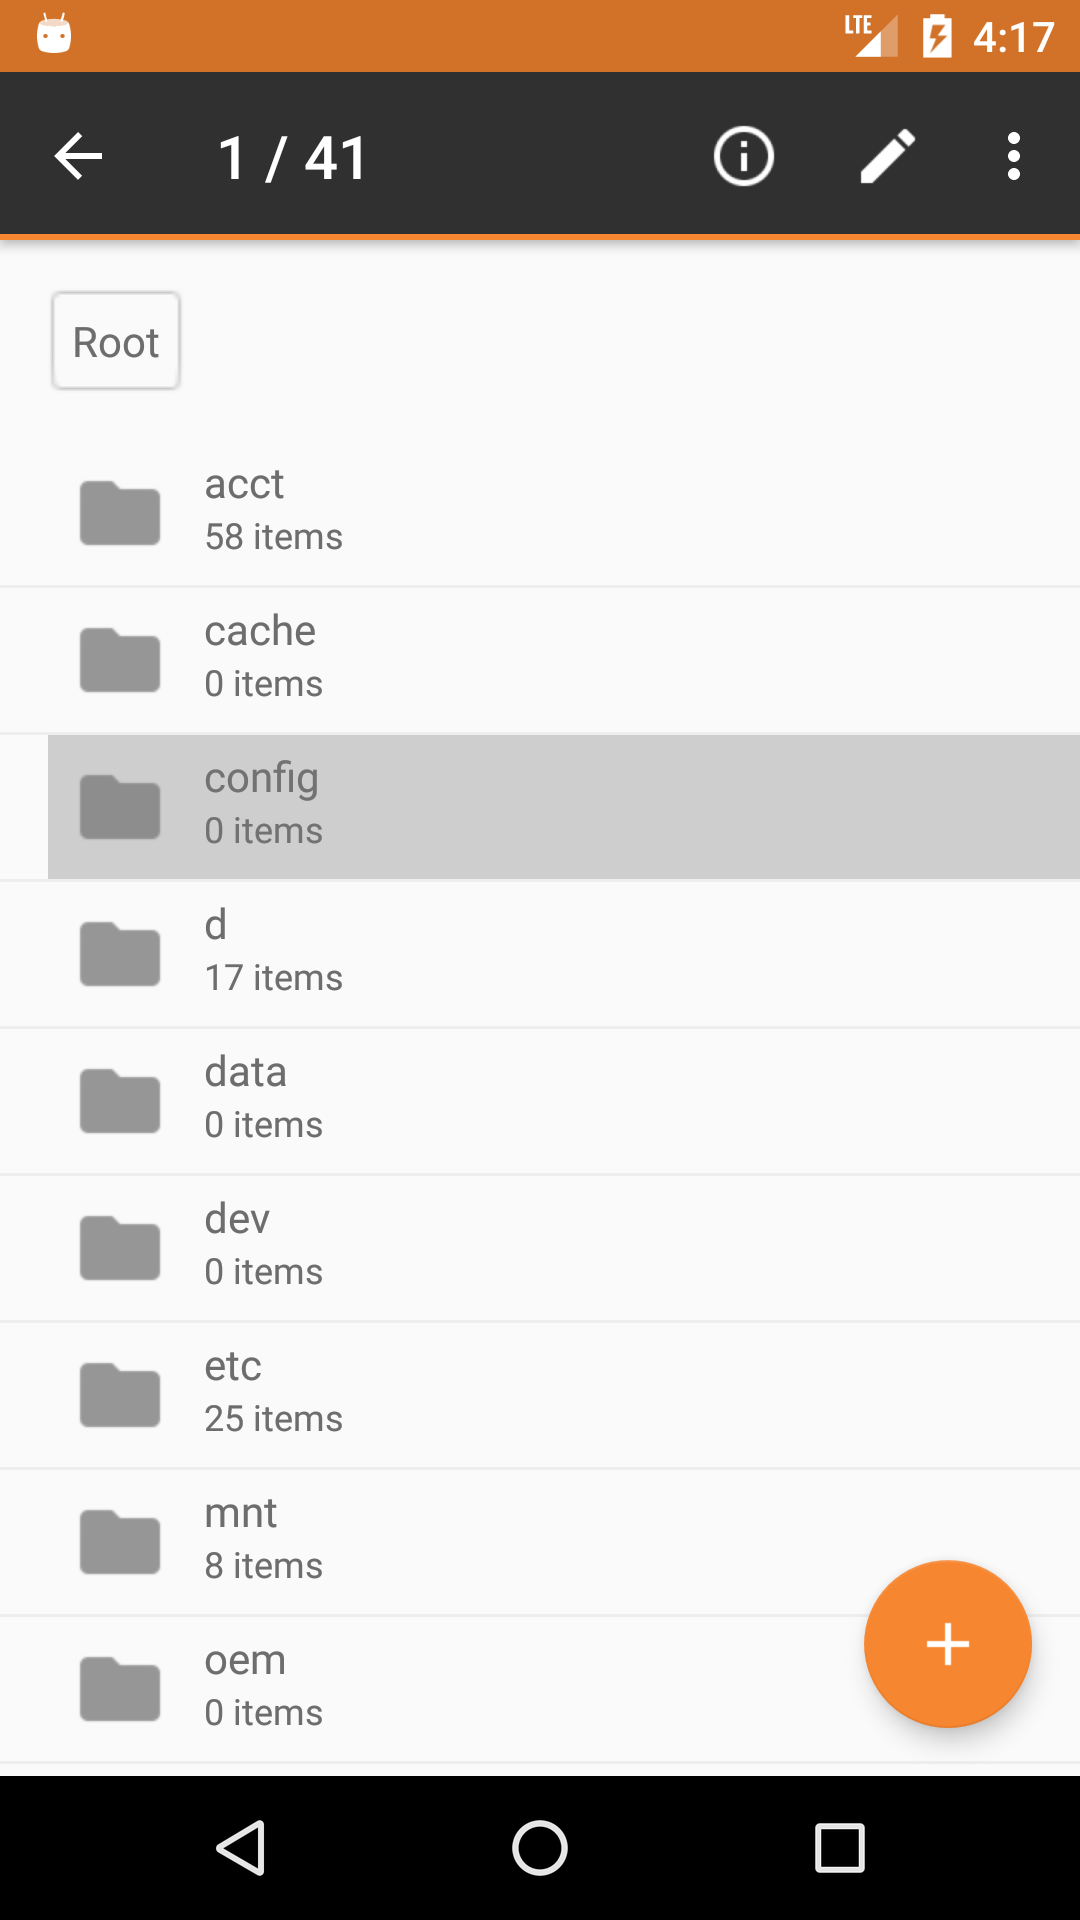 LTE 4:17
1 / 41
Root
acct
58 items
cache
0 items
config
0 items
d
17 items
data
0 items
dev
0 items
etc
25 items
mnt
8 items
oem
0 items